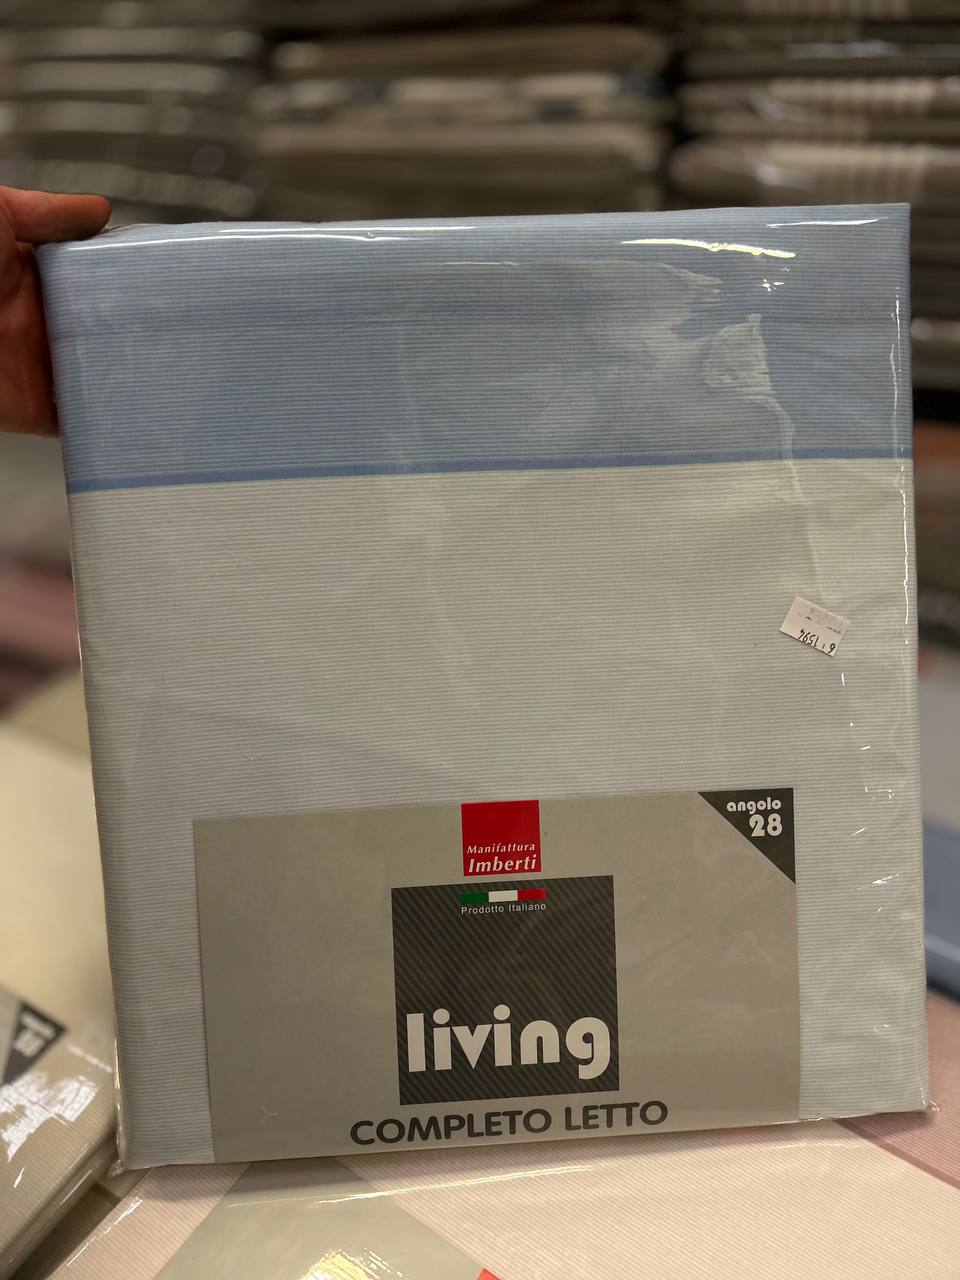 angolo
28
Manifattura
Imberti
Prodotto Italiano
living
COMPLETO LETTO